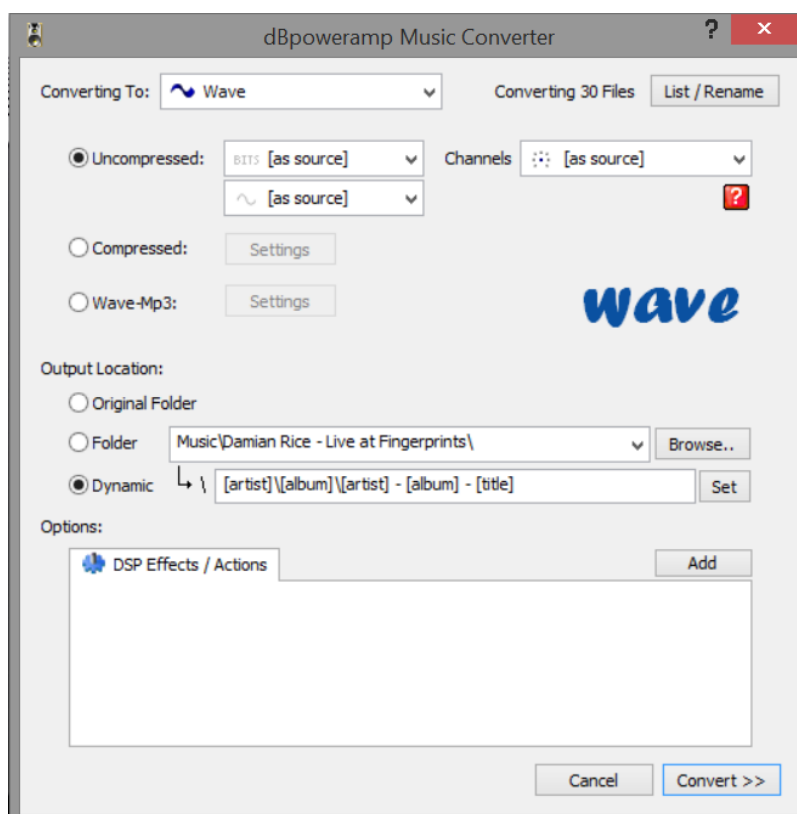 dBpoweramp Music Converter ?
Converting To: Wave Converting 30 Files List / Rename
Uncompressed: BITS [as source] Channels [as source]
[as source] ?
Compressed: Settings
Wave-Mp3: Settings
wave
Output Location:
Original Folder
Folder Music\Damian Rice - Live at Fingerprints\ Browse..
Dynamic \ [artist]\[album]\[artist] - [album] - [title] Set
Options:
DSP Effects / Actions Add
Cancel Convert >>